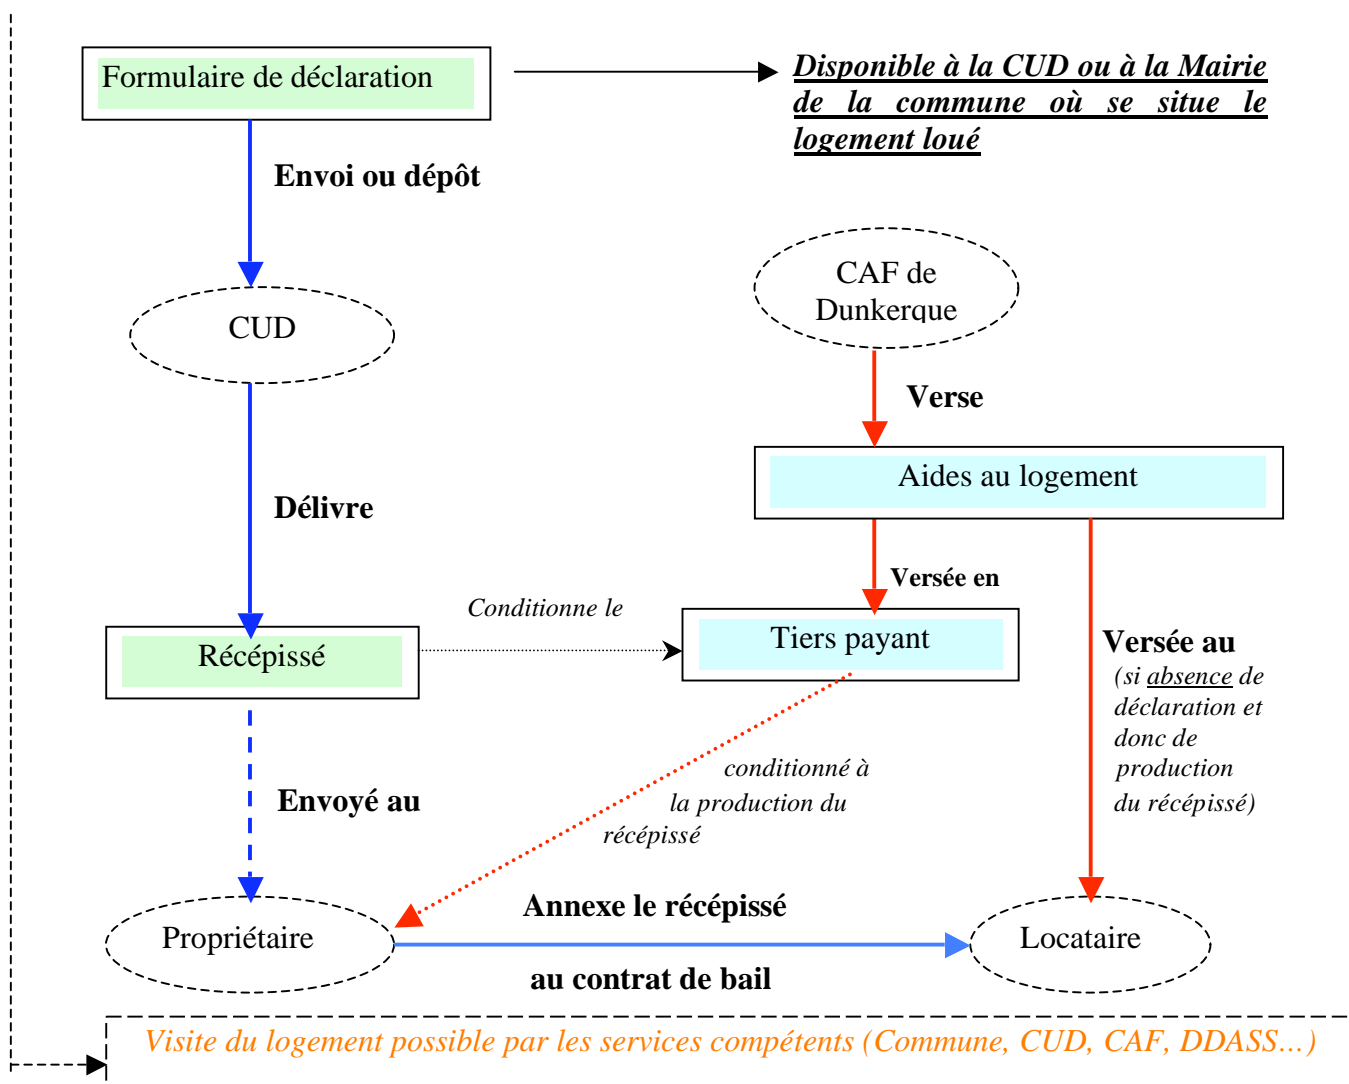 Formulaire de déclaration
Disponible à la CUD ou à la Mairie
de la commune où se situe le
logement loué
Envoi ou dépôt
CAF de
Dunkerque
CUD
Verse
Aides au logement
Délivre
Versée en
Conditionne le
Récépissé
Tiers payant
Versée au
(si absence de
déclaration et
donc de
production
du récépissé)
conditionné à
la production du
récépissé
Envoyé au
Annexe le récépissé
Propriétaire
Locataire
au contrat de bail
Visite du logement possible par les services compétents (Commune, CUD, CAF, DDASS...)